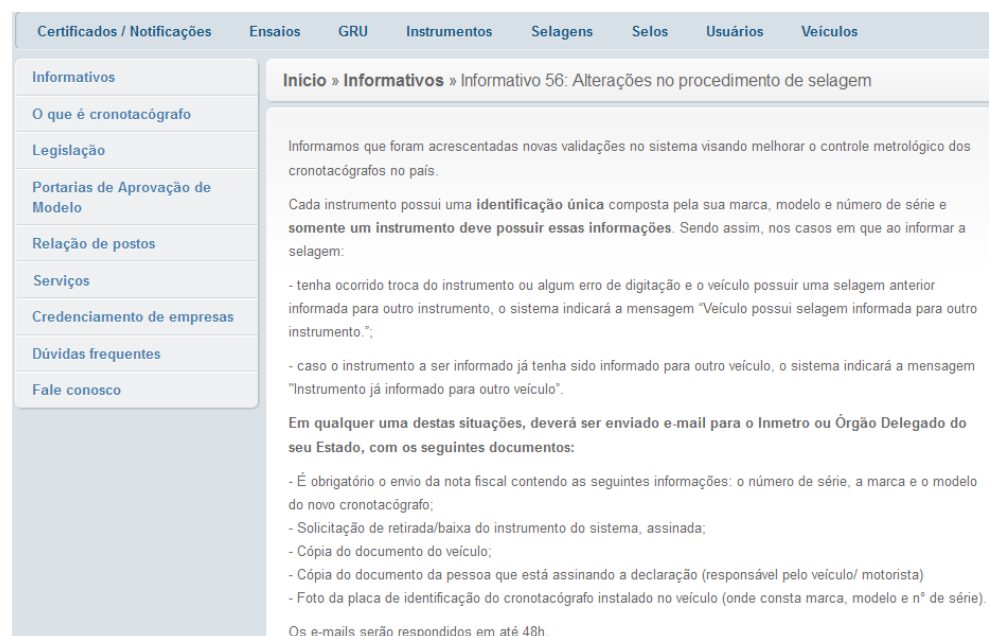 Certificados / Notificações Ensaios GRU Instrumentos Selagens Selos Usuários Veículos
Informativos
O que é cronotacógrafo
Legislação
Portarias de Aprovação de
Modelo
Relação de postos
Serviços
Credenciamento de empresas
Dúvidas frequentes
Fale conosco
Início » Informativos » Informativo 56: Alterações no procedimento de selagem
Informamos que foram acrescentadas novas validações no sistema visando melhorar o controle metrológico dos
cronotacógrafos no país.
Cada instrumento possui uma identificação única composta pela sua marca, modelo e número de série e
somente um instrumento deve possuir essas informações. Sendo assim, nos casos em que ao informar a
selagem:
- tenha ocorrido troca do instrumento ou algum erro de digitação e o veículo possuir uma selagem anterior
informada para outro instrumento, o sistema indicará a mensagem “Veículo possui selagem informada para outro
instrumento.”;
- caso o instrumento a ser informado já tenha sido informado para outro veículo, o sistema indicará a mensagem
"Instrumento já informado para outro veículo”.
Em qualquer uma destas situações, deverá ser enviado e-mail para o Inmetro ou Órgão Delegado do
seu Estado, com os seguintes documentos:
- É obrigatório o envio da nota fiscal contendo as seguintes informações: o número de série, a marca e o modelo
do novo cronotacógrafo;
- Solicitação de retirada/baixa do instrumento do sistema, assinada;
- Cópia do documento do veículo;
- Cópia do documento da pessoa que está assinando a declaração (responsável pelo veículo/ motorista)
- Foto da placa de identificação do cronotacógrafo instalado no veículo (onde consta marca, modelo e n° de série).
Os e-mails serão respondidos em até 48h.